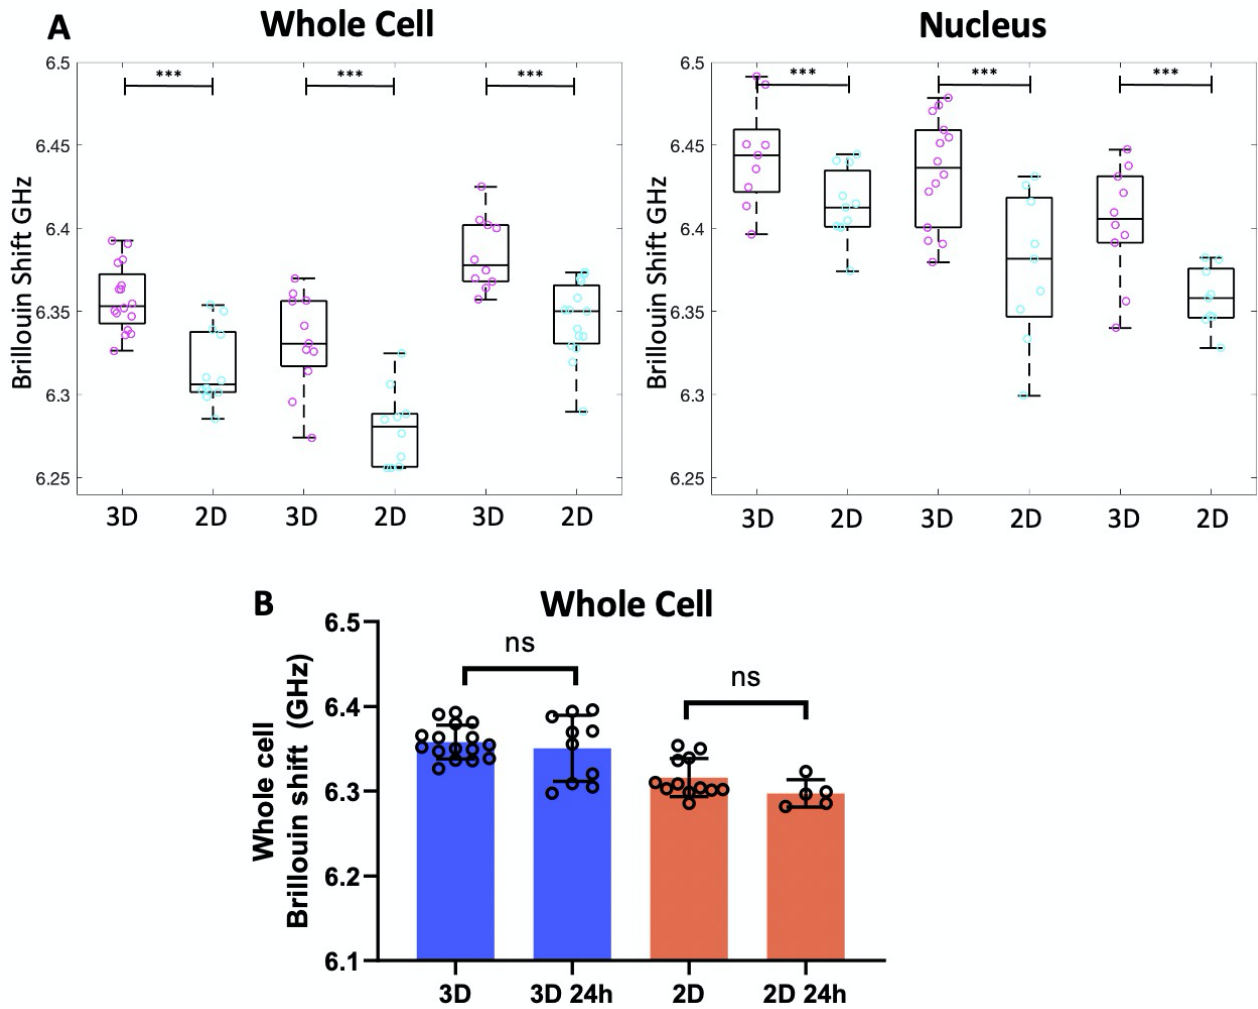 A
Whole Cell
Nucleus
Brillouin Shift GHz
6.5
6.45
6.4
6.35
6.3
6.25
*** *** ***
3D 2D 3D 2D 3D 2D
Brillouin Shift GHz
6.5
6.45
6.4
6.35
6.3
6.25
*** *** ***
3D 2D 3D 2D 3D 2D
B
Whole Cell
Whole cell
Brillouin shift (GHz)
6.5
6.4
6.3
6.2
6.1
ns
ns
3D 3D 24h 2D 2D 24h